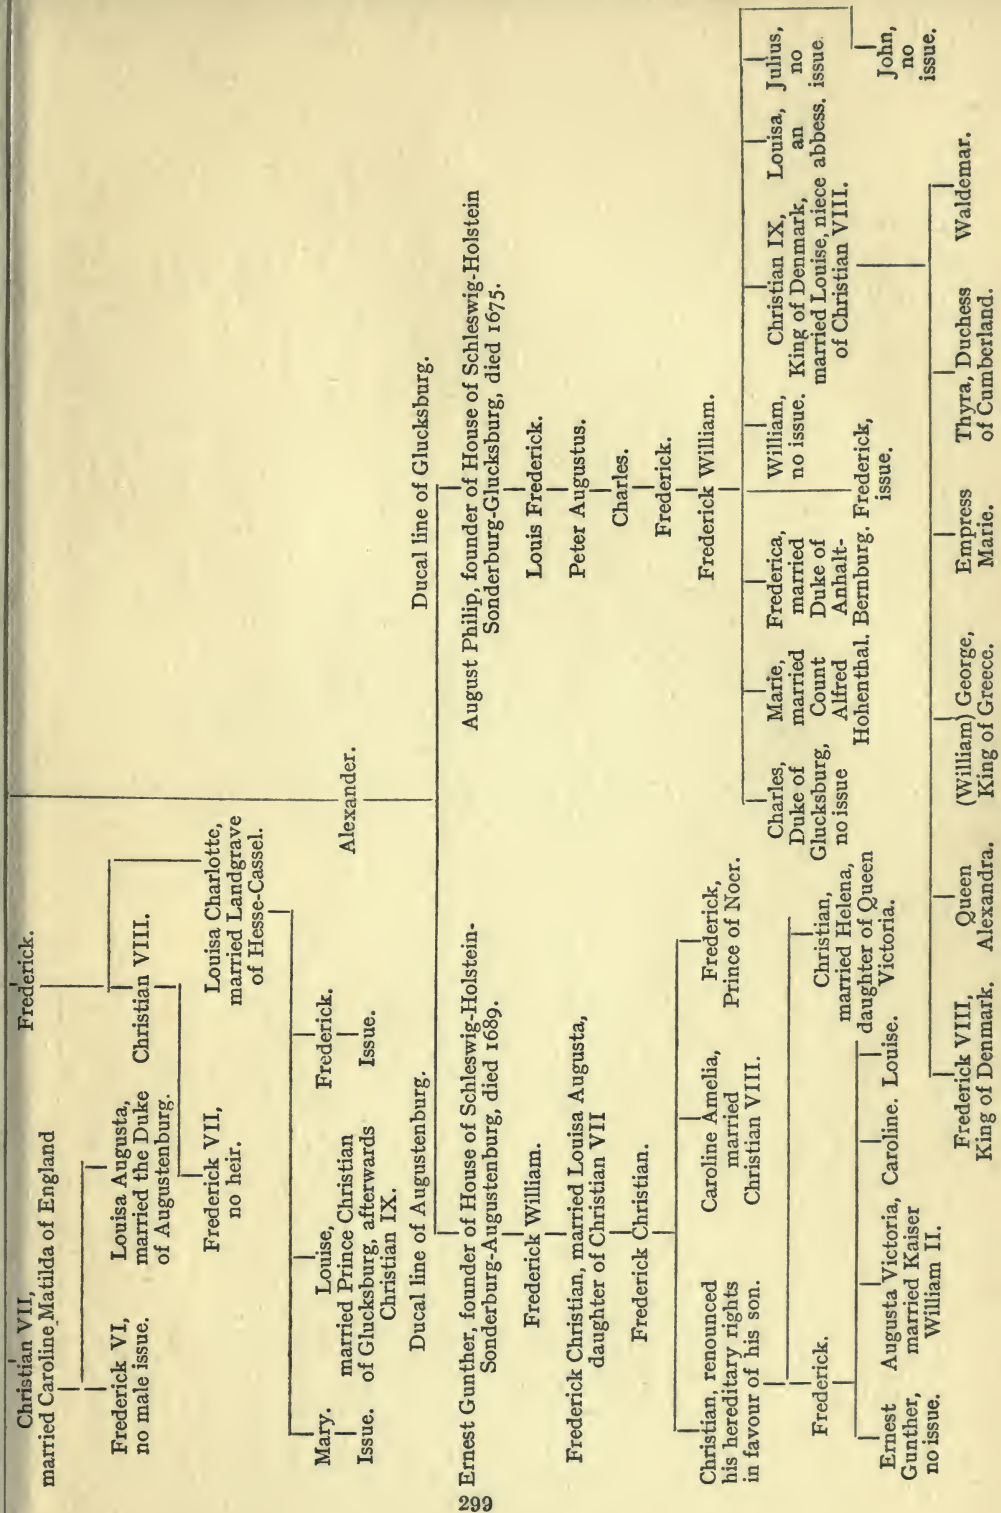 Christian VII,
married Caroline Matilda of England
Frederick.
Frederick VI,
no male issue.
Louisa Augusta,
married the Duke
of Augustenburg.
Christian VIII.
Frederick VII,
no heir.
Louisa Charlotte,
married Landgrave
of Hesse-Cassel.
Mary.
Issue.
Louise,
married Prince Christian
of Glucksburg, afterwards
Christian IX.
Frederick.
Issue.
Alexander.
Ducal line of Augustenburg.
Ducal line of Glucksburg.
Ernest Gunther, founder of House of Schleswig-Holstein-
Sonderburg-Augustenburg, died 1689.
Frederick William.
Frederick Christian, married Louisa Augusta,
daughter of Christian VII
Frederick Christian.
Christian, renounced
his hereditary rights
in favour of his son.
Caroline Amelia,
married
Christian VIII.
Frederick,
Prince of Noer.
Frederick.
Christian,
married Helena,
daughter of Queen
Victoria.
Ernest
Gunther,
no issue.
Augusta Victoria,
married Kaiser
William II.
Caroline.
Louise.
August Philip, founder of House of Schleswig-Holstein
Sonderburg-Glucksburg, died 1675.
Louis Frederick.
Peter Augustus.
Charles.
Frederick.
Frederick William.
Charles,
Duke of
Glucksburg,
no issue
Marie,
married
Count
Alfred
Hohenthal.
Frederica,
married
Duke of
Anhalt-
Bernburg.
Frederick,
issue.
William,
no issue.
Christian IX,
King of Denmark,
married Louise, niece
of Christian VIII.
Louisa,
an
abbess.
Julius,
no
issue.
John,
no
issue.
Frederick VIII,
King of Denmark.
Queen
Alexandra.
(William) George,
King of Greece.
Empress
Marie.
Thyra, Duchess
of Cumberland.
Waldemar.
299